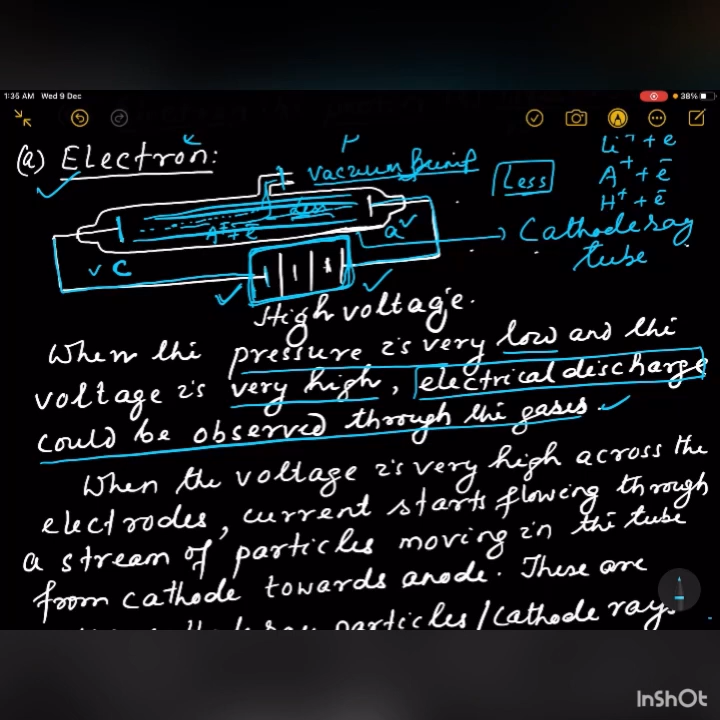 1:35 AM Wed 9 Dec
38%
(a) Electron:
P
Vacuum Pump
Less
Li⁺ + e
A⁺ + ē
H⁺ + ē
less
A⁺ + ē
C
a
Cathode ray
tube
High voltage.
When the pressure is very low and the
voltage is very high, electrical discharge
could be observed through the gases.
When the voltage is very high across the
electrodes, current starts flowing through
a stream of particles moving in the tube
from cathode towards anode. These are
particles/cathode ray
InShOt